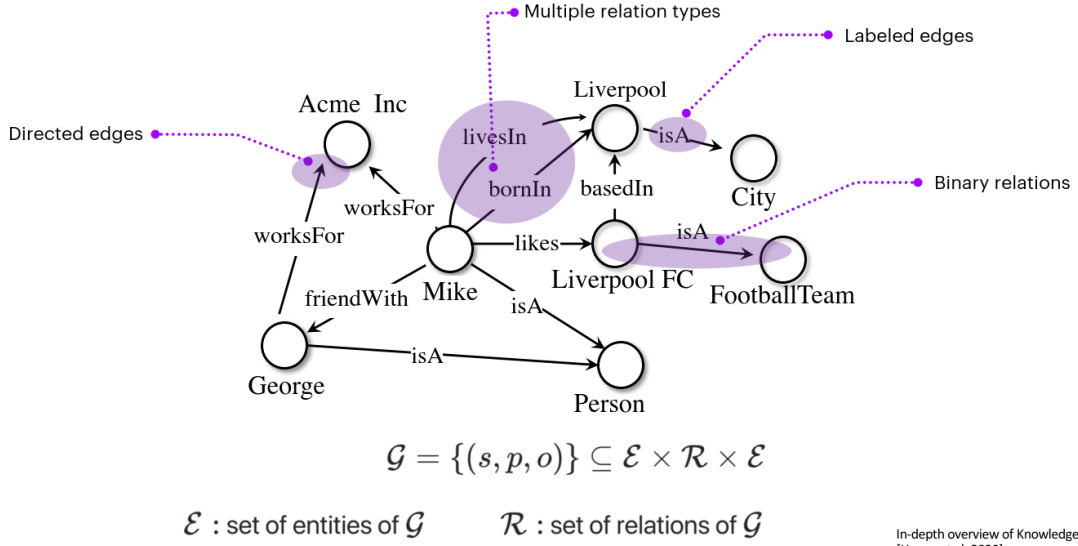 Multiple relation types
Labeled edges
Liverpool
Acme Inc
Directed edges
livesIn
isA
bornIn
basedIn
City
Binary relations
worksFor
worksFor
likes
isA
Liverpool FC
FootballTeam
Mike
friendWith
isA
isA
George
Person
𝒢 = {(s, p, o)} ⊆ ℰ × ℛ × ℰ
ℰ : set of entities of 𝒢
ℛ : set of relations of 𝒢
In-depth overview of Knowledge